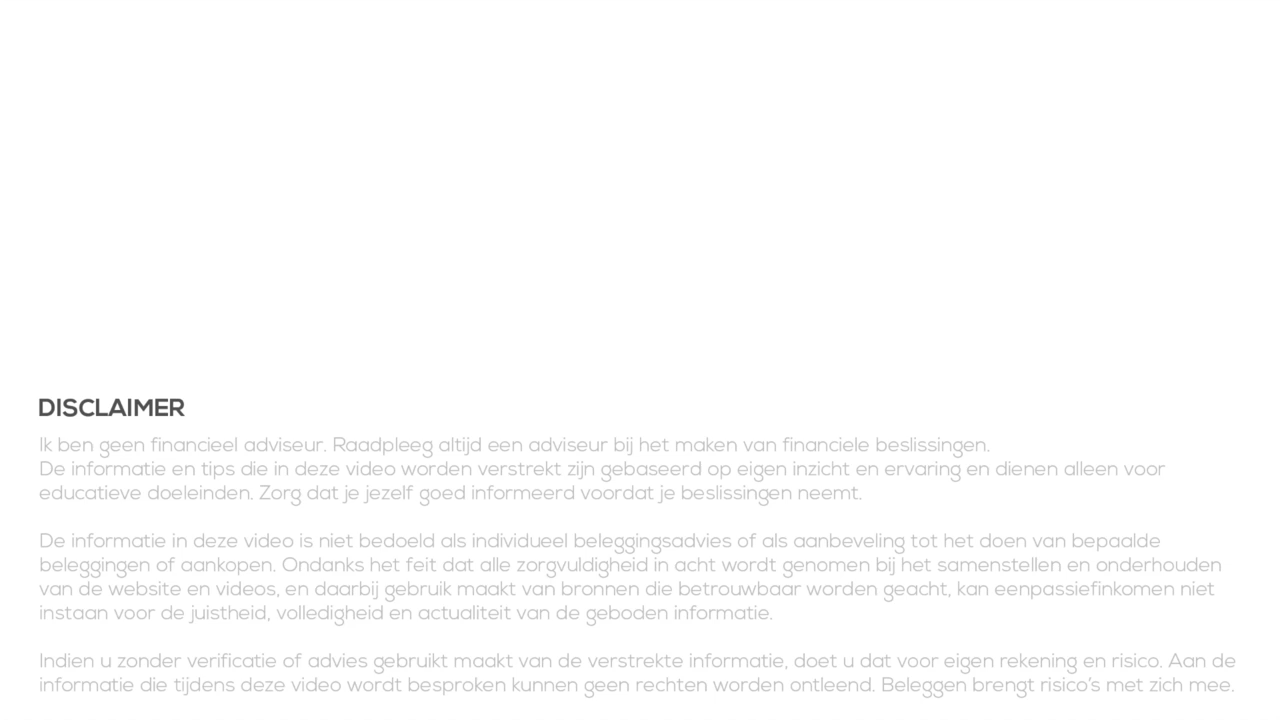 DISCLAIMER
Ik ben geen financieel adviseur. Raadpleeg altijd een adviseur bij het maken van financiele beslissingen.
De informatie en tips die in deze video worden verstrekt zijn gebaseerd op eigen inzicht en ervaring en dienen alleen voor
educatieve doeleinden. Zorg dat je jezelf goed informeerd voordat je beslissingen neemt.
De informatie in deze video is niet bedoeld als individueel beleggingsadvies of als aanbeveling tot het doen van bepaalde
beleggingen of aankopen. Ondanks het feit dat alle zorgvuldigheid in acht wordt genomen bij het samenstellen en onderhouden
van de website en videos, en daarbij gebruik maakt van bronnen die betrouwbaar worden geacht, kan eenpassiefinkomen niet
instaan voor de juistheid, volledigheid en actualiteit van de geboden informatie.
Indien u zonder verificatie of advies gebruikt maakt van de verstrekte informatie, doet u dat voor eigen rekening en risico. Aan de
informatie die tijdens deze video wordt besproken kunnen geen rechten worden ontleend. Beleggen brengt risico's met zich mee.